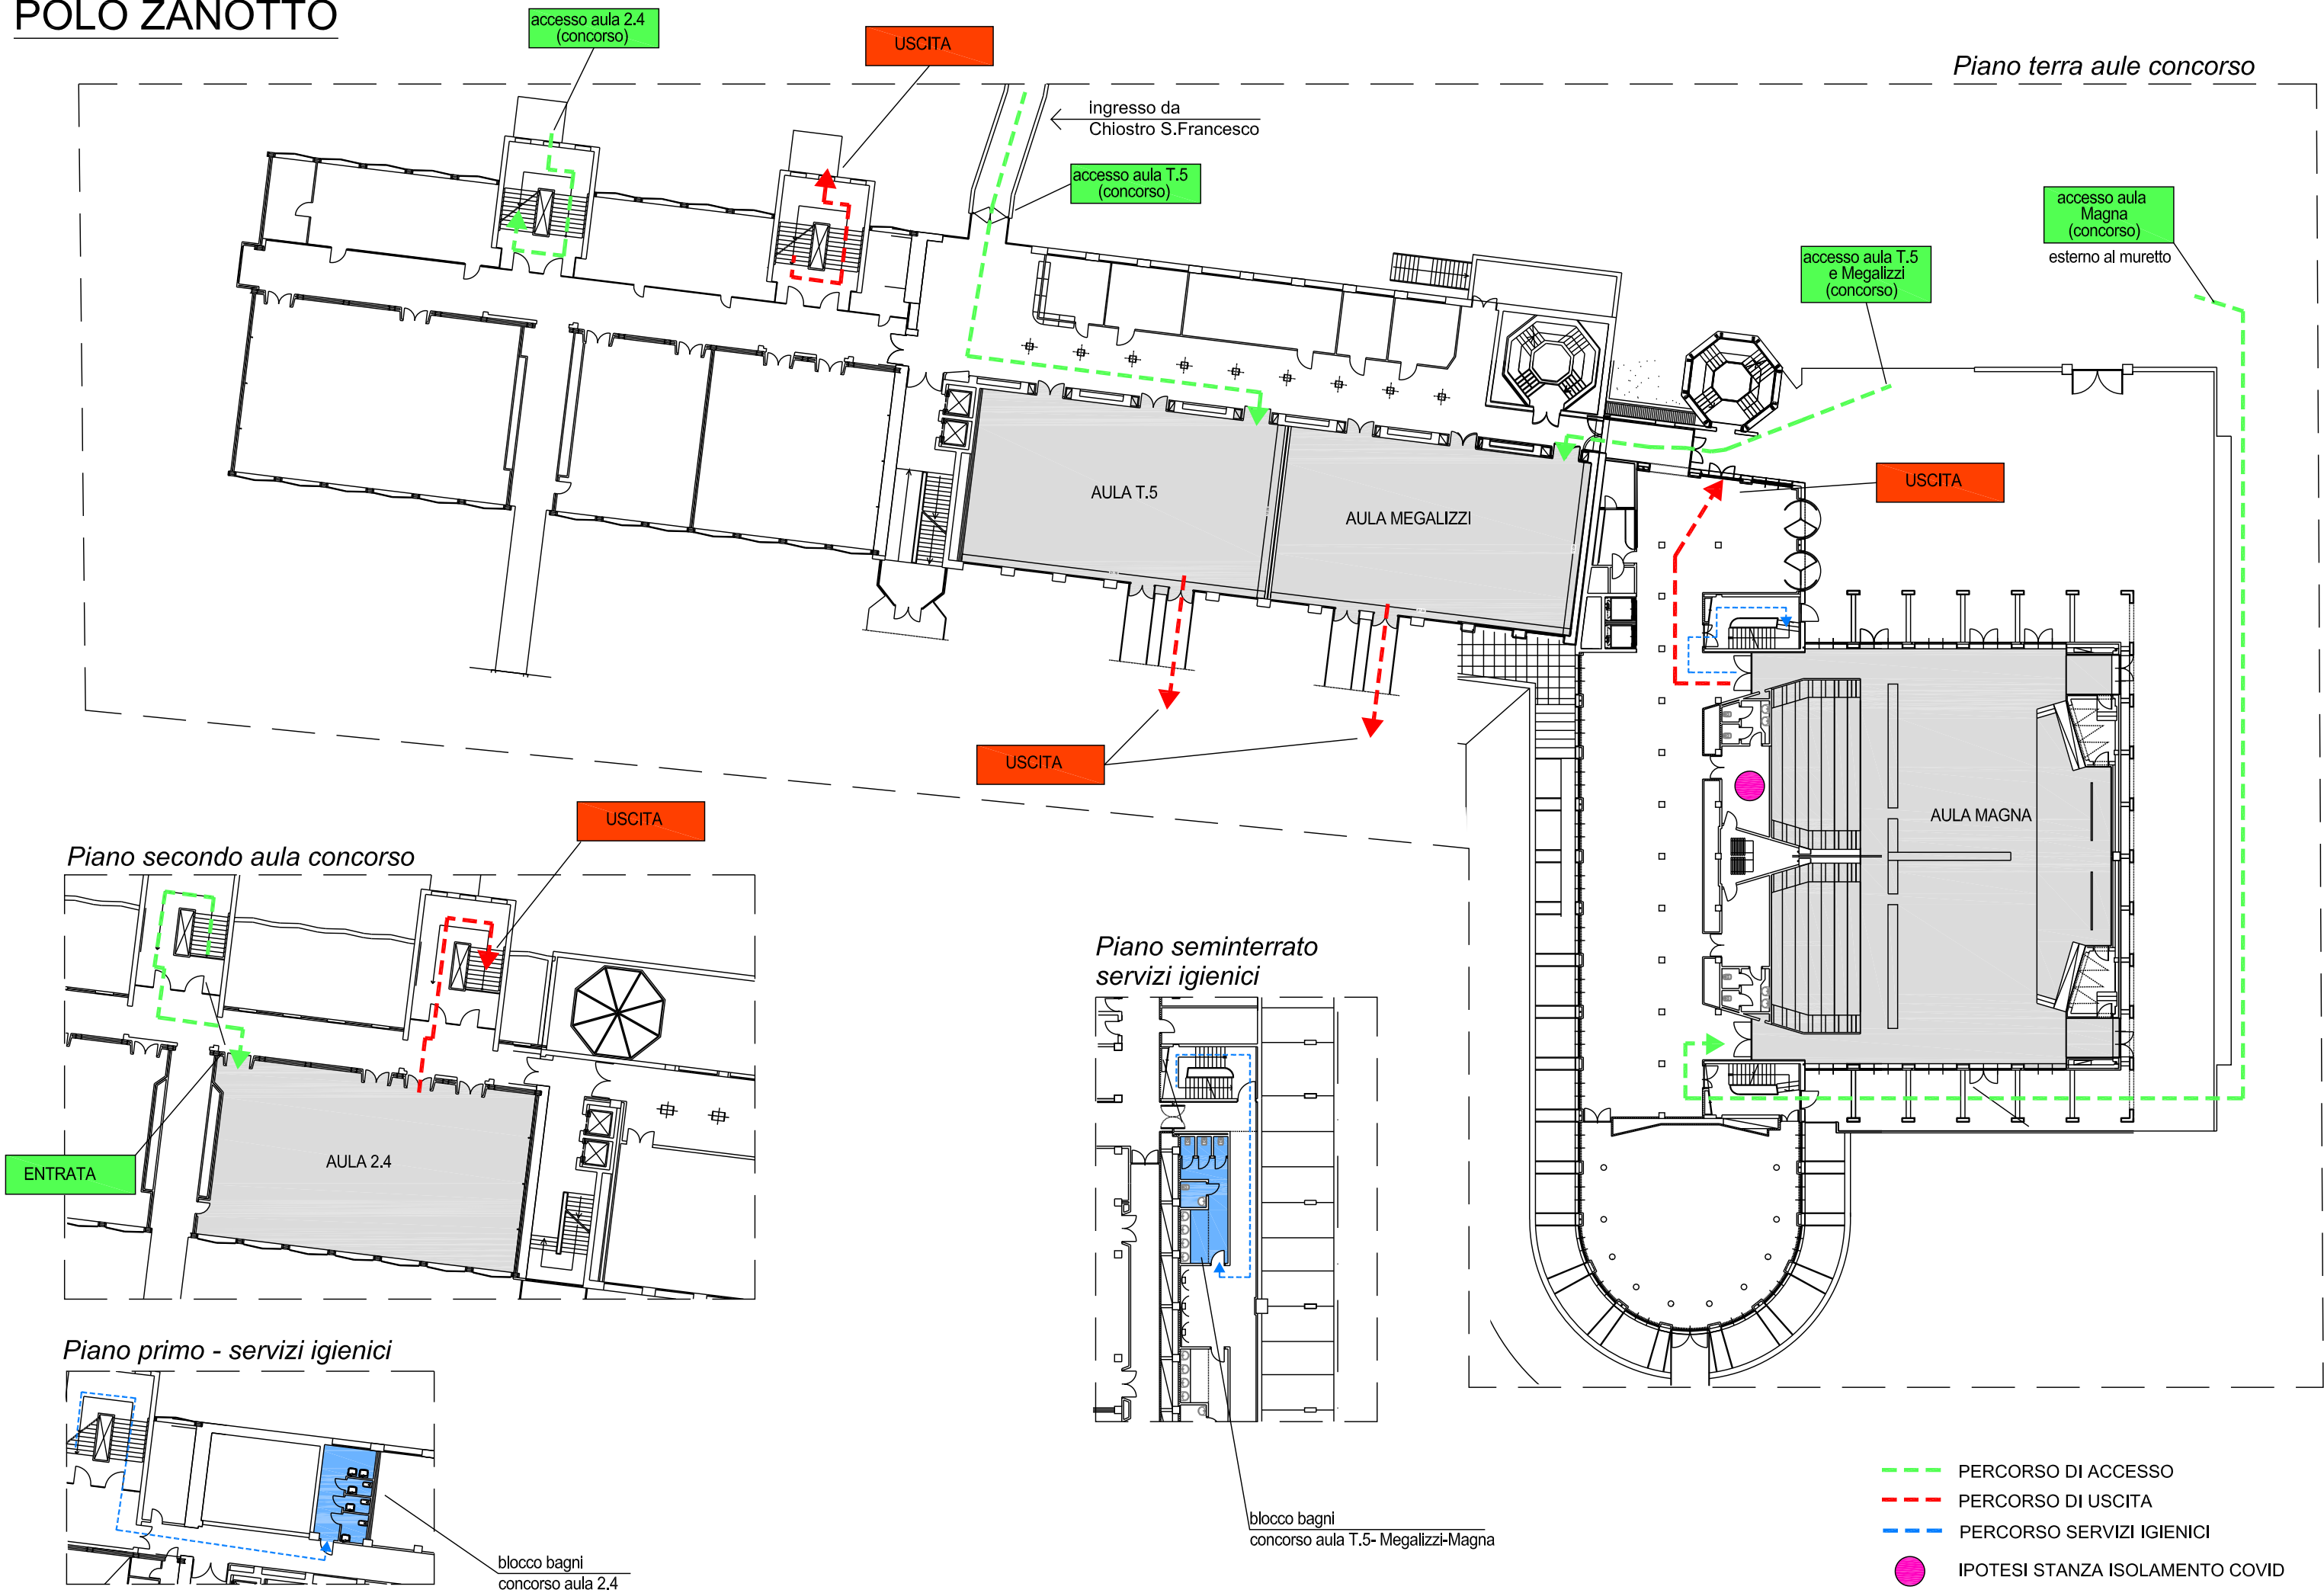 POLO ZANOTTO
accesso aula 2.4
(concorso)
USCITA
Piano terra aule concorso
ingresso da
Chiostro S.Francesco
accesso aula T.5
(concorso)
accesso aula
Magna
(concorso)
esterno al muretto
accesso aula T.5
e Megalizzi
(concorso)
USCITA
AULA T.5
AULA MEGALIZZI
USCITA
AULA MAGNA
USCITA
Piano secondo aula concorso
ENTRATA
AULA 2.4
Piano seminterrato
servizi igienici
blocco bagni
concorso aula T.5- Megalizzi-Magna
Piano primo - servizi igienici
blocco bagni
concorso aula 2.4
PERCORSO DI ACCESSO
PERCORSO DI USCITA
PERCORSO SERVIZI IGIENICI
IPOTESI STANZA ISOLAMENTO COVID